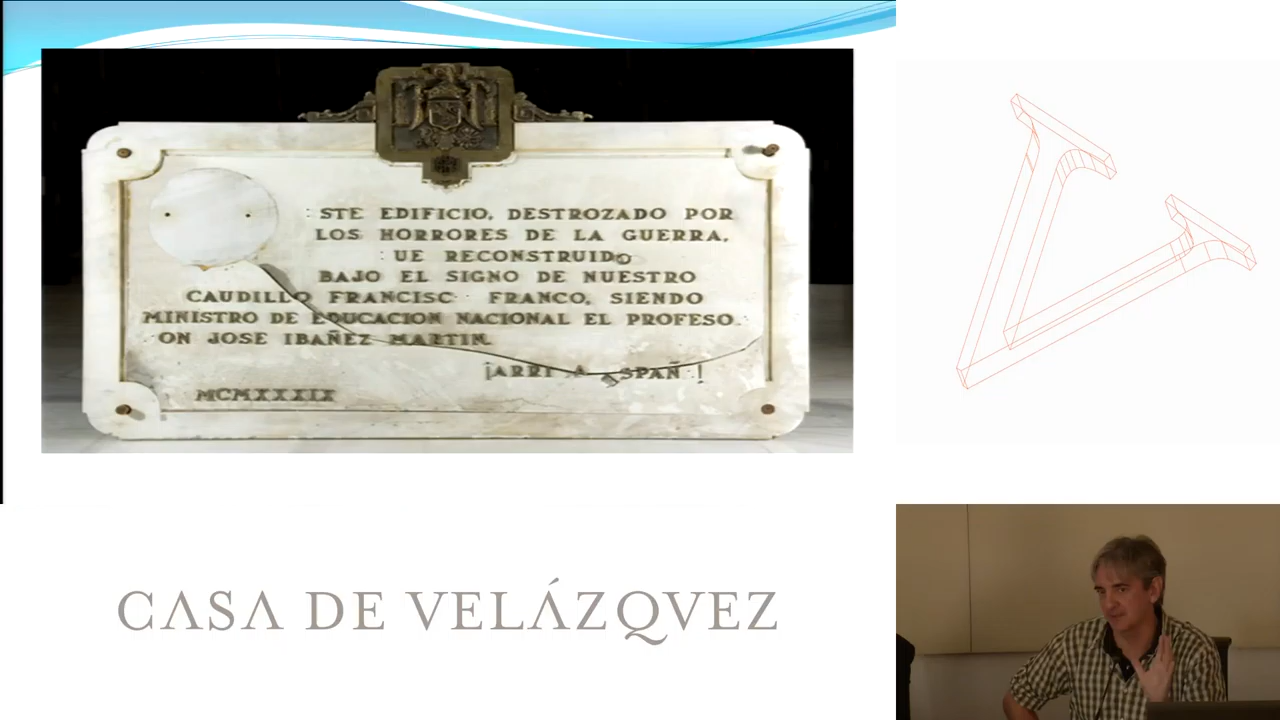 STE EDIFICIO, DESTROZADO POR
LOS HORRORES DE LA GUERRA,
UE RECONSTRUIDO
BAJO EL SIGNO DE NUESTRO
CAUDILLO FRANCISC FRANCO, SIENDO
MINISTRO DE EDUCACION NACIONAL EL PROFESO
ON JOSE IBAÑEZ MARTIN.
¡ARRI A SPAÑ !
MCMXXXIX
CASA DE VELÁZQVEZ